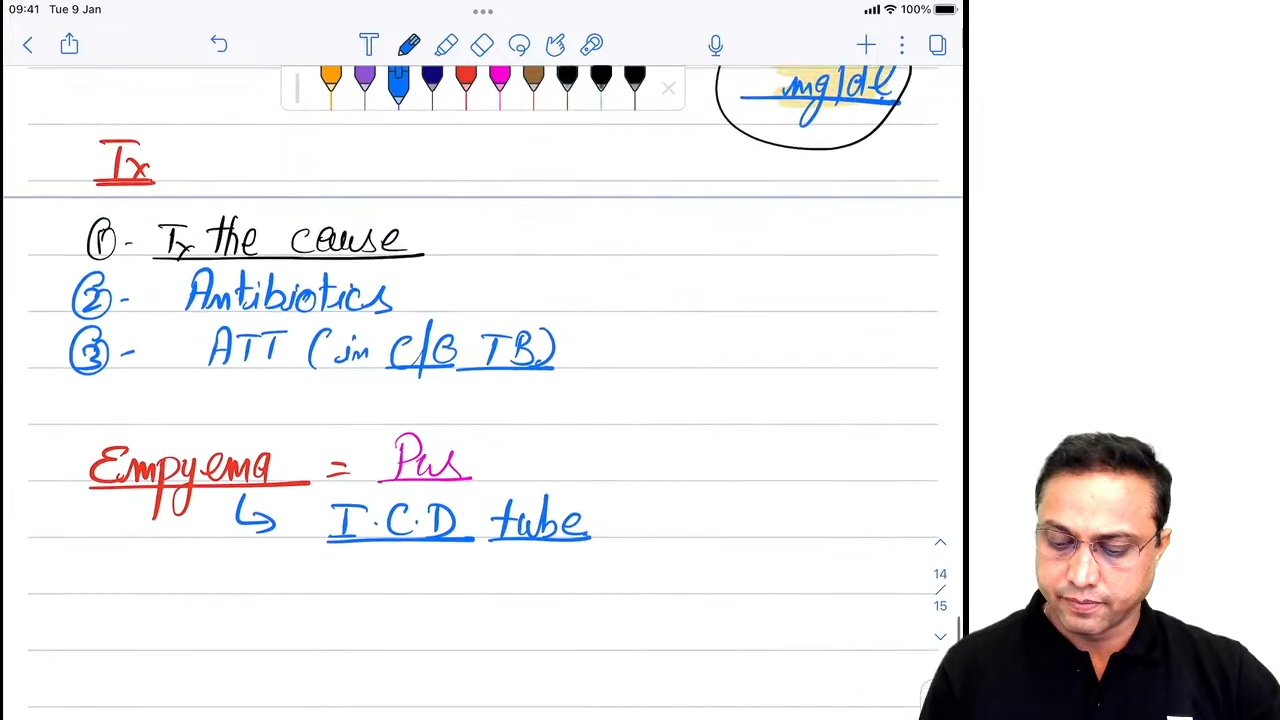 09:41 Tue 9 Jan
100%
T
mg/dl
Tx
① - Tx the cause
② - Antibiotics
③ - ATT (in C/O TB)
Empyema = Pus
↳ I.C.D tube
14
/
15